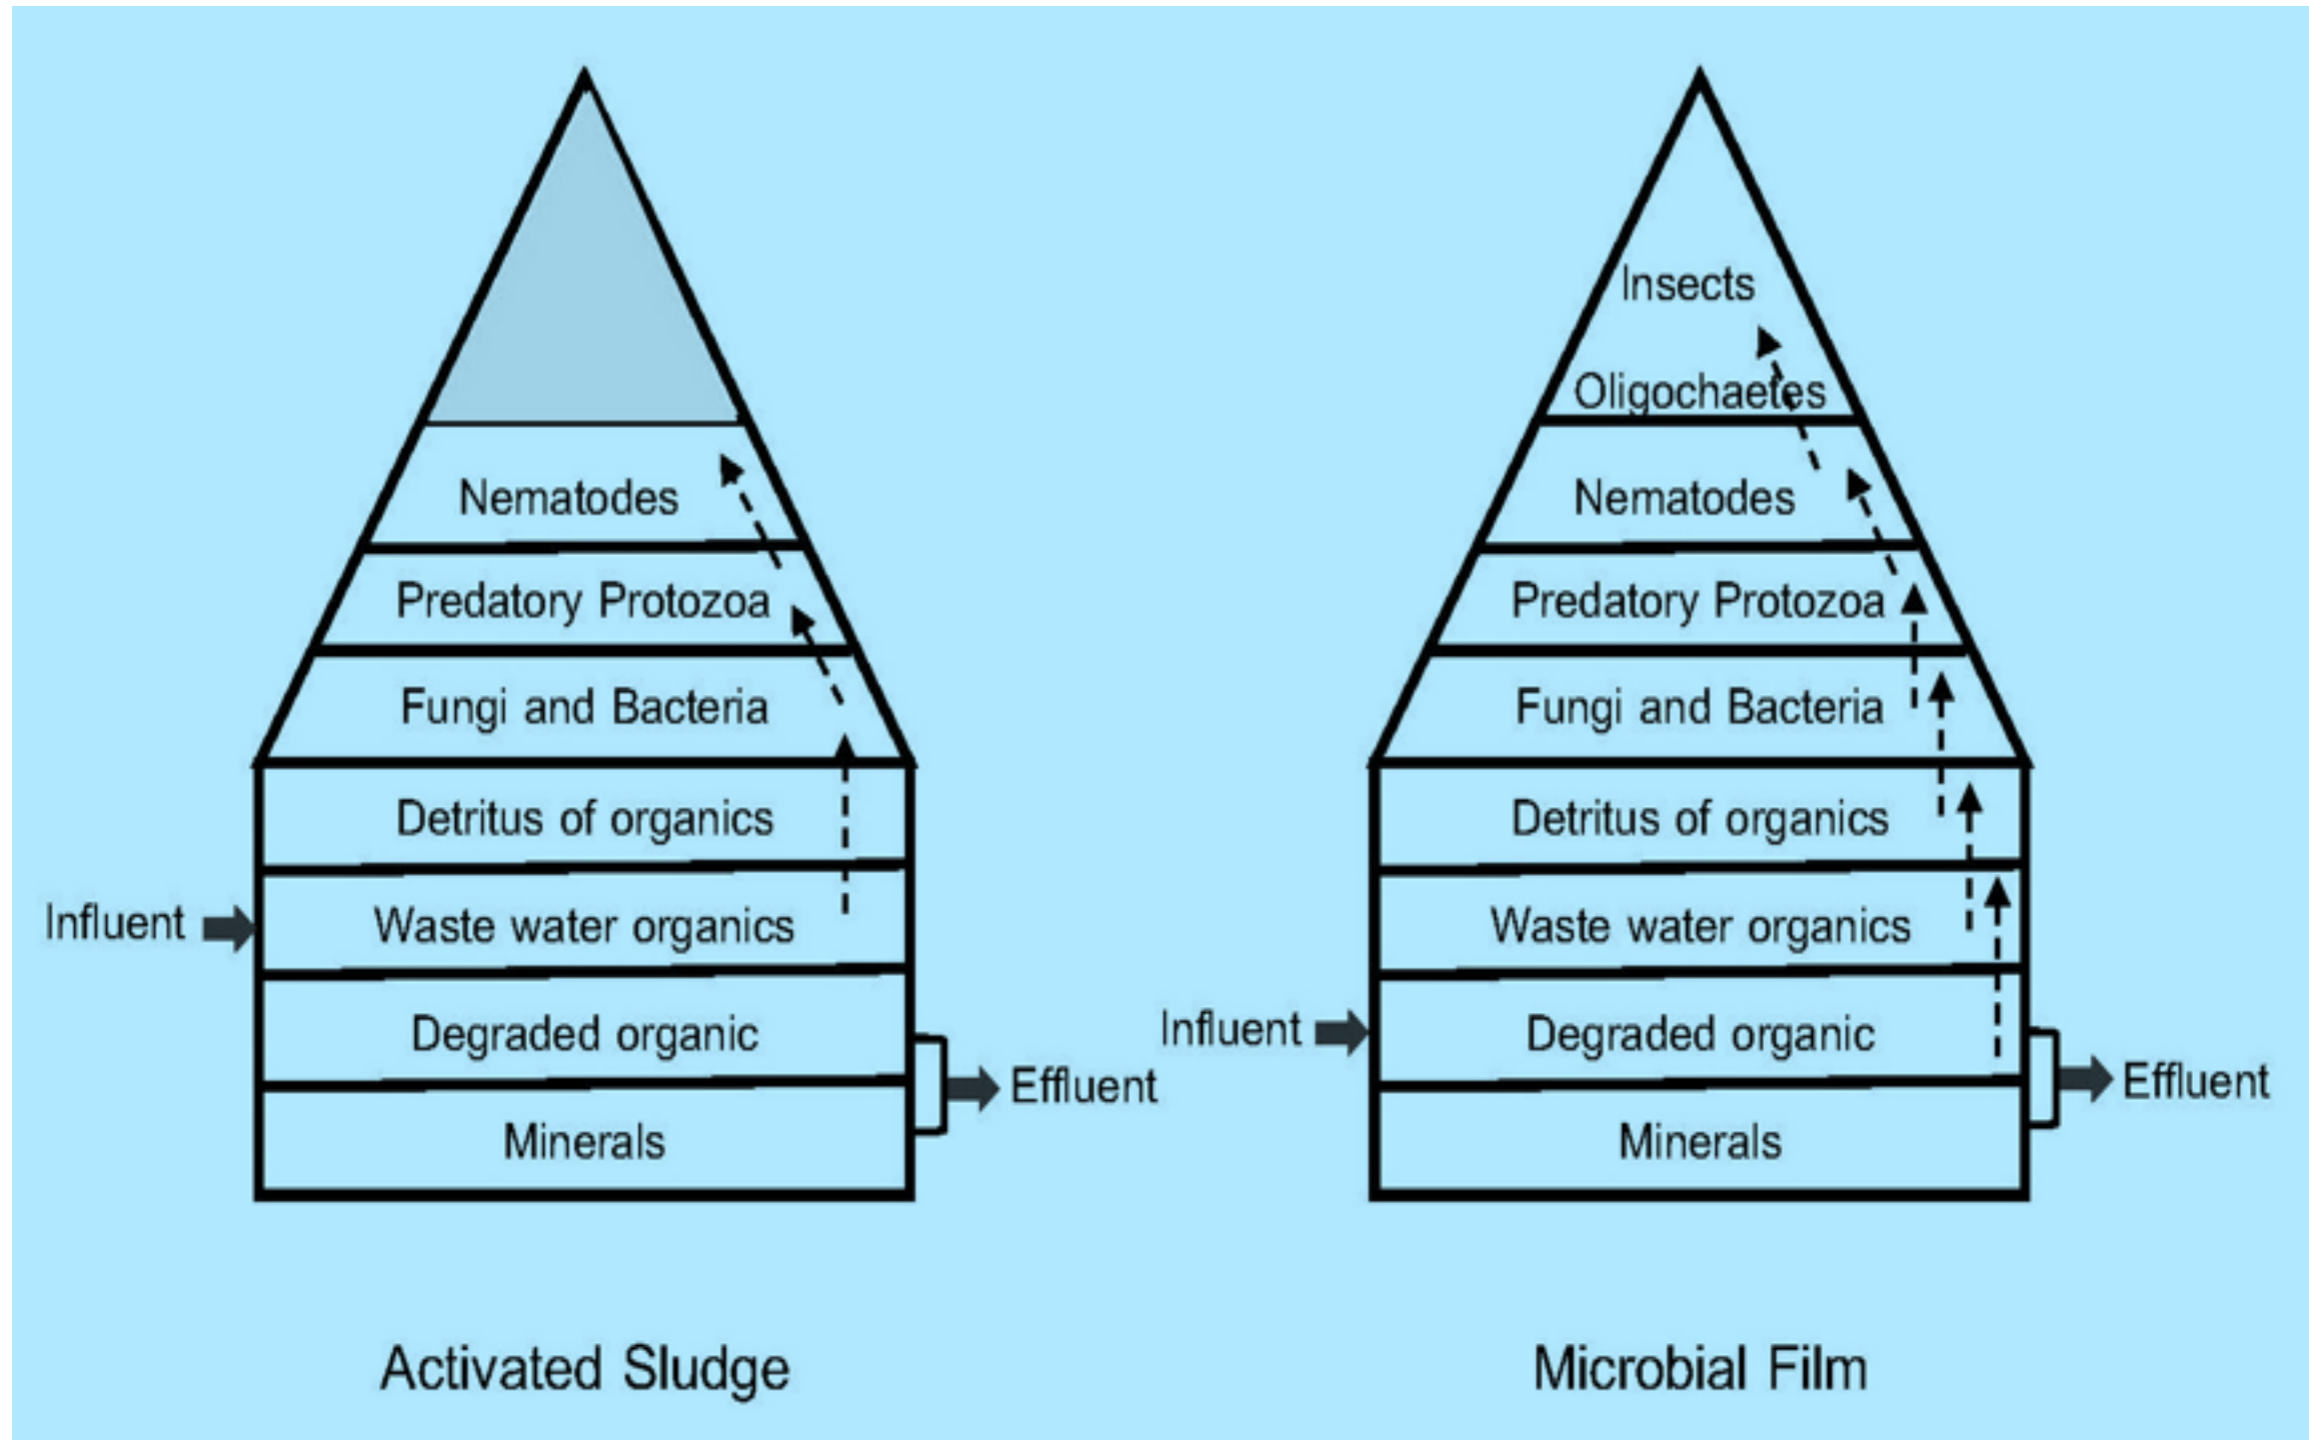 Nematodes
Predatory Protozoa
Fungi and Bacteria
Detritus of organics
Influent
Waste water organics
Degraded organic
Effluent
Minerals
Activated Sludge
Insects
Oligochaetes
Nematodes
Predatory Protozoa
Fungi and Bacteria
Detritus of organics
Waste water organics
Influent
Degraded organic
Effluent
Minerals
Microbial Film